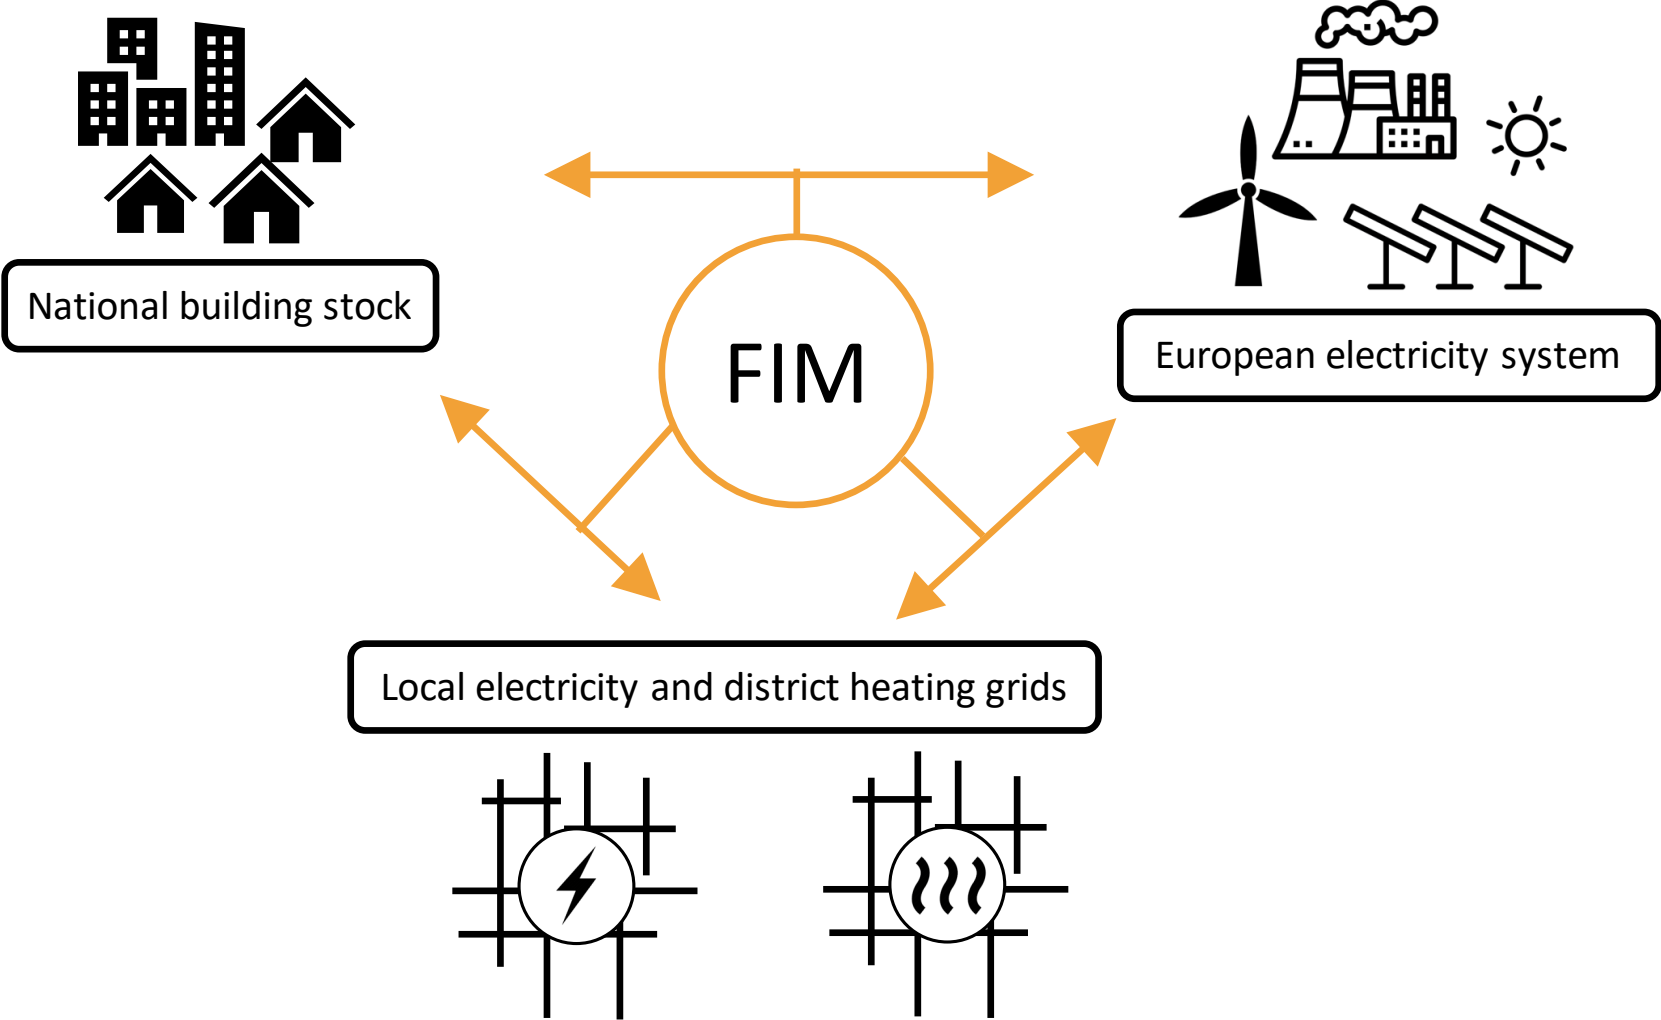 National building stock
European electricity system
FIM
Local electricity and district heating grids